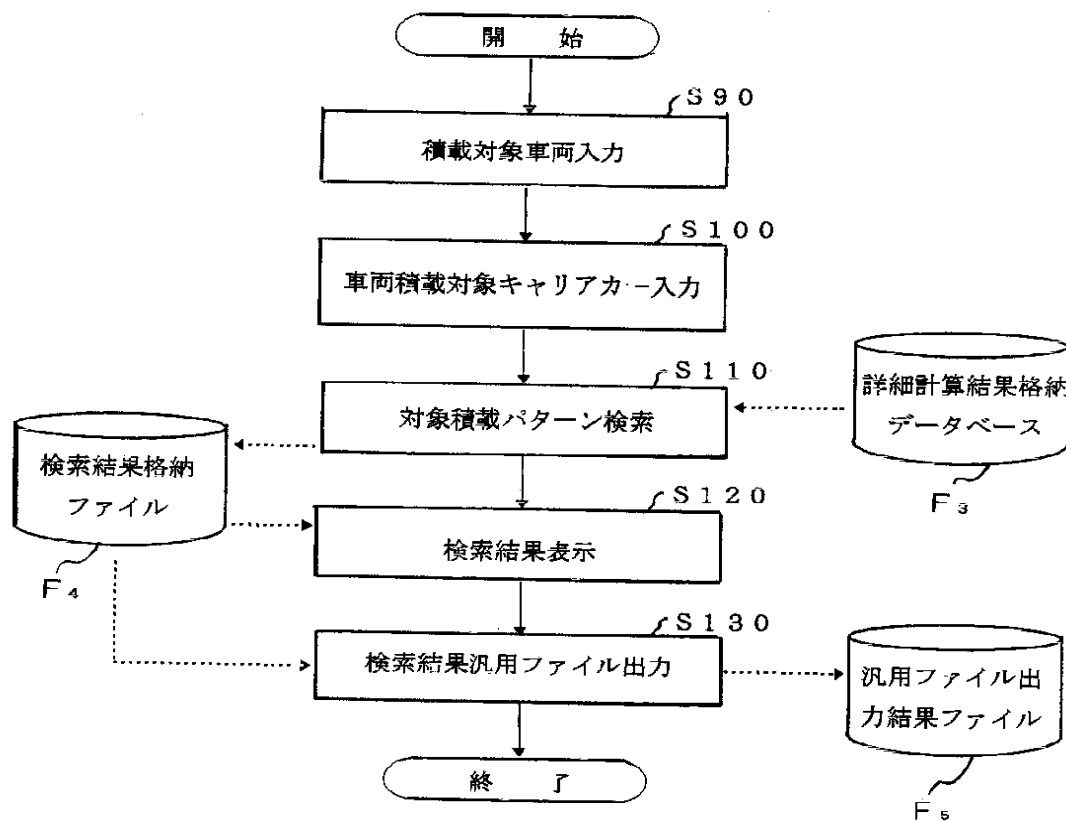 開 始
S90
積載対象車両入力
S100
車両積載対象キャリアカー入力
S110
対象積載パターン検索
詳細計算結果格納
データベース
F3
検索結果格納
ファイル
F4
S120
検索結果表示
S130
検索結果汎用ファイル出力
汎用ファイル出
力結果ファイル
F5
終 了